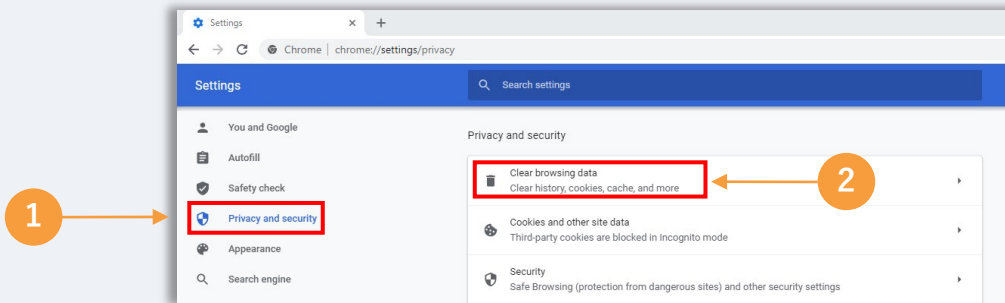 Settings
Chrome | chrome://settings/privacy
Settings
Search settings
You and Google
Autofill
Safety check
Privacy and security
Appearance
Search engine
Privacy and security
Clear browsing data
Clear history, cookies, cache, and more
Cookies and other site data
Third-party cookies are blocked in Incognito mode
Security
Safe Browsing (protection from dangerous sites) and other security settings
1
2